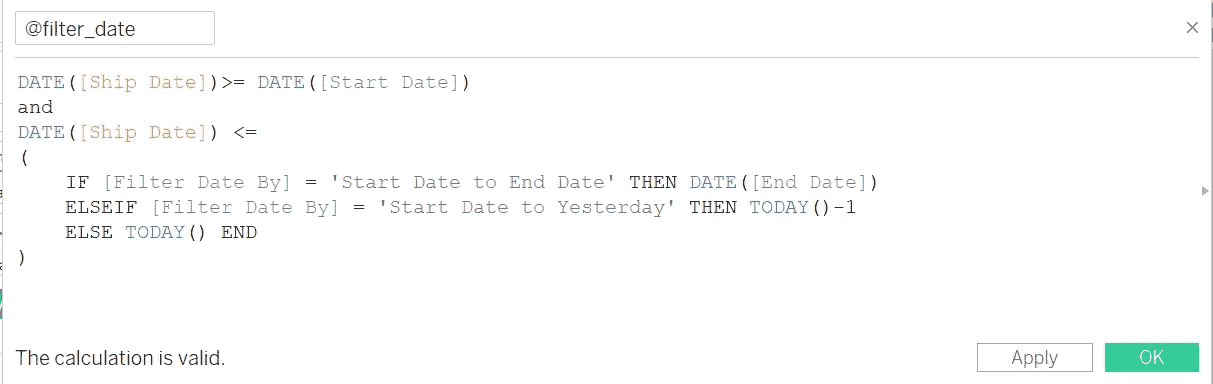 @filter_date
DATE([Ship Date])>= DATE([Start Date])
and
DATE([Ship Date]) <=
(
    IF [Filter Date By] = 'Start Date to End Date' THEN DATE([End Date])
    ELSEIF [Filter Date By] = 'Start Date to Yesterday' THEN TODAY()-1
    ELSE TODAY() END
)
The calculation is valid.
Apply
OK